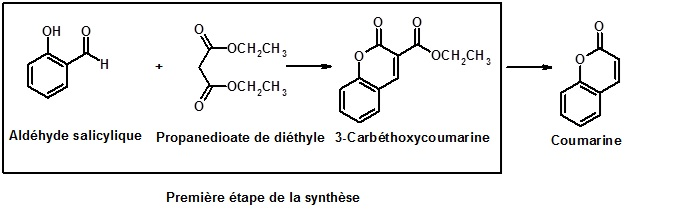 OH O H
+
O OCH2CH3
O OCH2CH3
O O O OCH2CH3
O O
Aldéhyde salicylique Propanedioate de diéthyle 3-Carbéthoxycoumarine Coumarine
Première étape de la synthèse